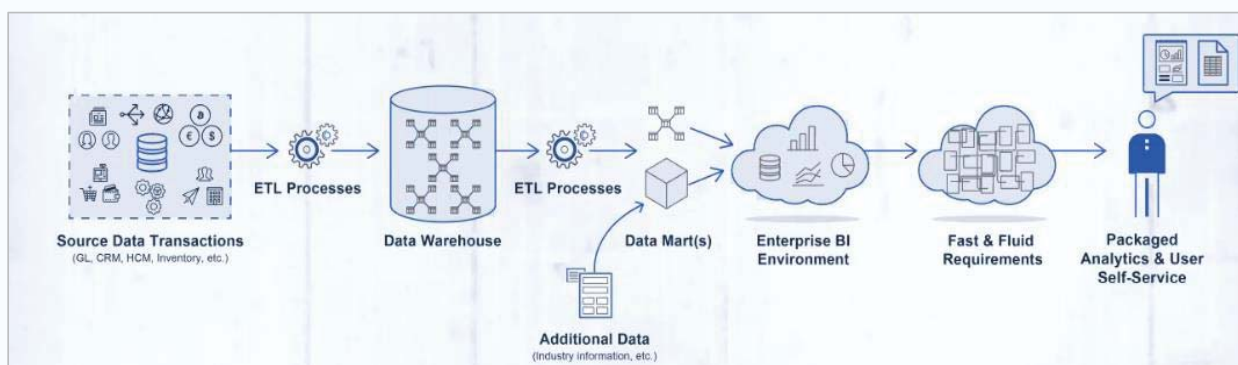 ETL Processes
ETL Processes
Source Data Transactions
(GL, CRM, HCM, Inventory, etc.)
Data Warehouse
Data Mart(s)
Enterprise BI
Environment
Fast & Fluid
Requirements
Packaged
Analytics & User
Self-Service
Additional Data
(Industry information, etc.)